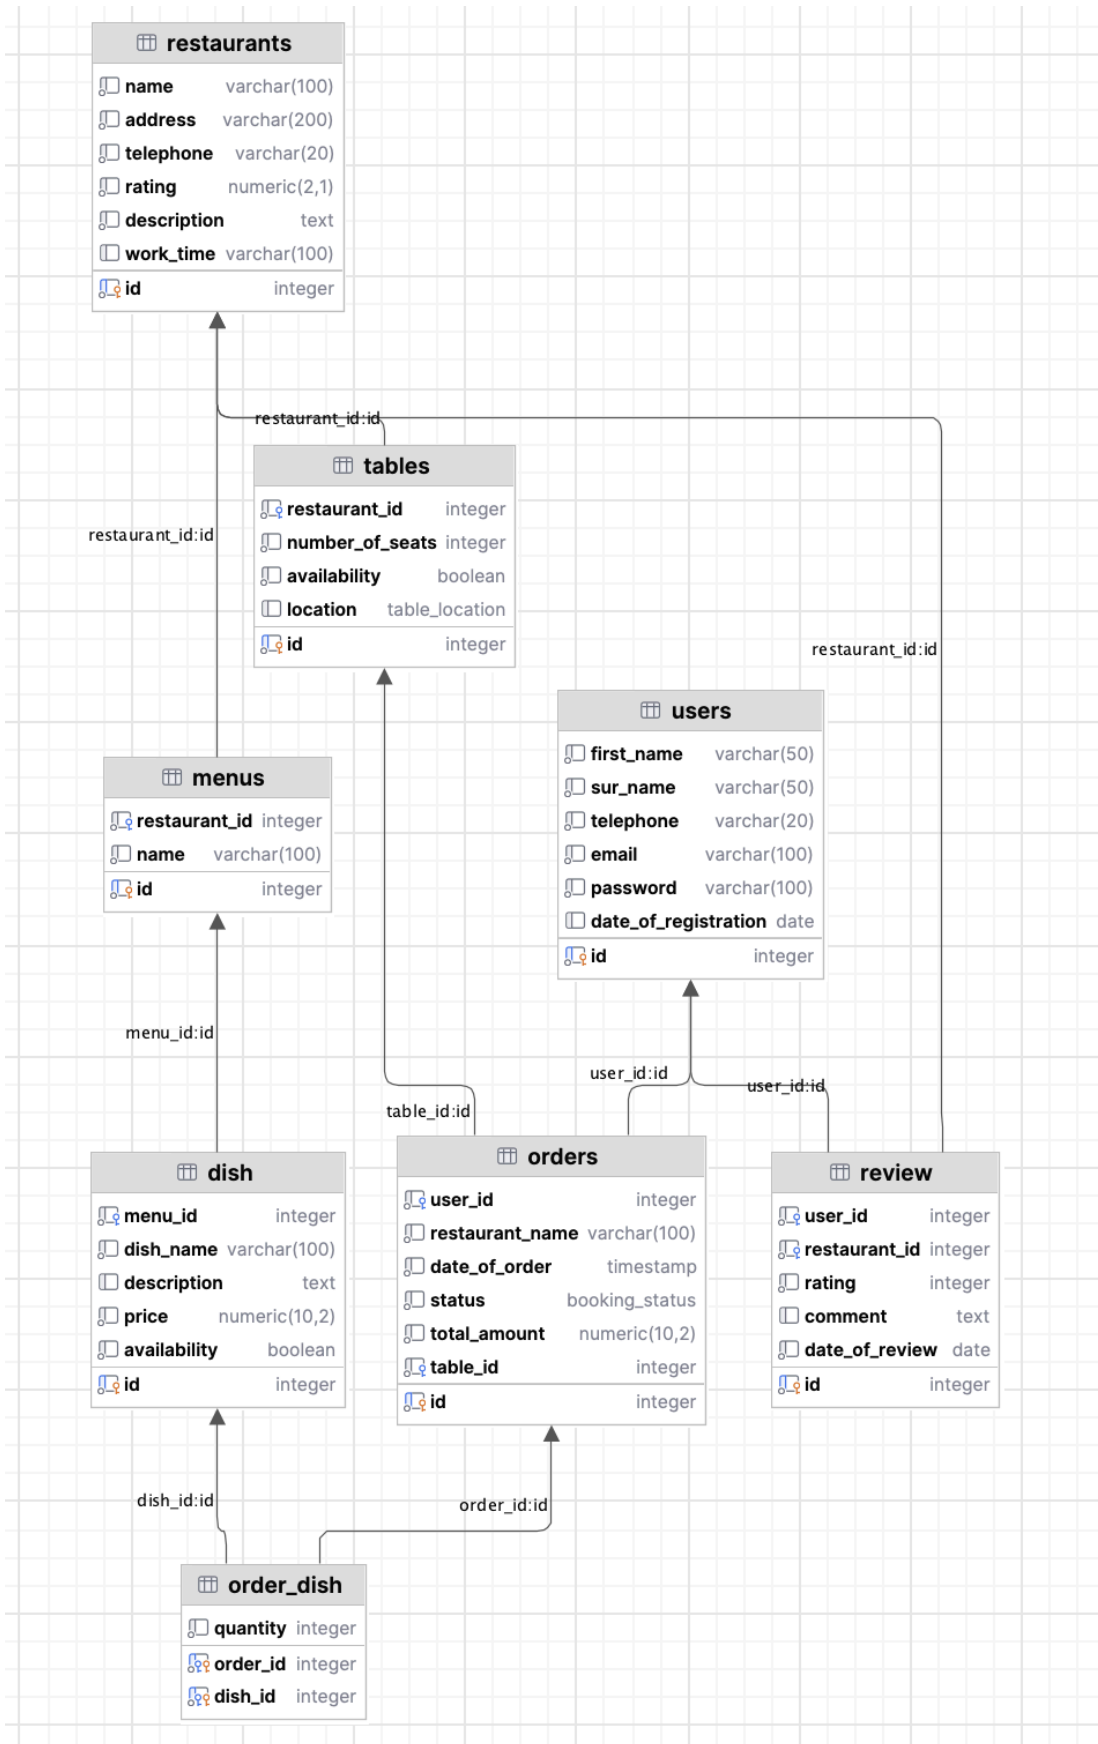 restaurants
name varchar(100)
address varchar(200)
telephone varchar(20)
rating numeric(2,1)
description text
work_time varchar(100)
id integer
restaurant_id:id
tables
restaurant_id integer
number_of_seats integer
availability boolean
location table_location
id integer
restaurant_id:id
restaurant_id:id
users
first_name varchar(50)
sur_name varchar(50)
telephone varchar(20)
email varchar(100)
password varchar(100)
date_of_registration date
id integer
menus
restaurant_id integer
name varchar(100)
id integer
menu_id:id
user_id:id
user_id:id
table_id:id
dish
menu_id integer
dish_name varchar(100)
description text
price numeric(10,2)
availability boolean
id integer
orders
user_id integer
restaurant_name varchar(100)
date_of_order timestamp
status booking_status
total_amount numeric(10,2)
table_id integer
id integer
review
user_id integer
restaurant_id integer
rating integer
comment text
date_of_review date
id integer
dish_id:id
order_id:id
order_dish
quantity integer
order_id integer
dish_id integer